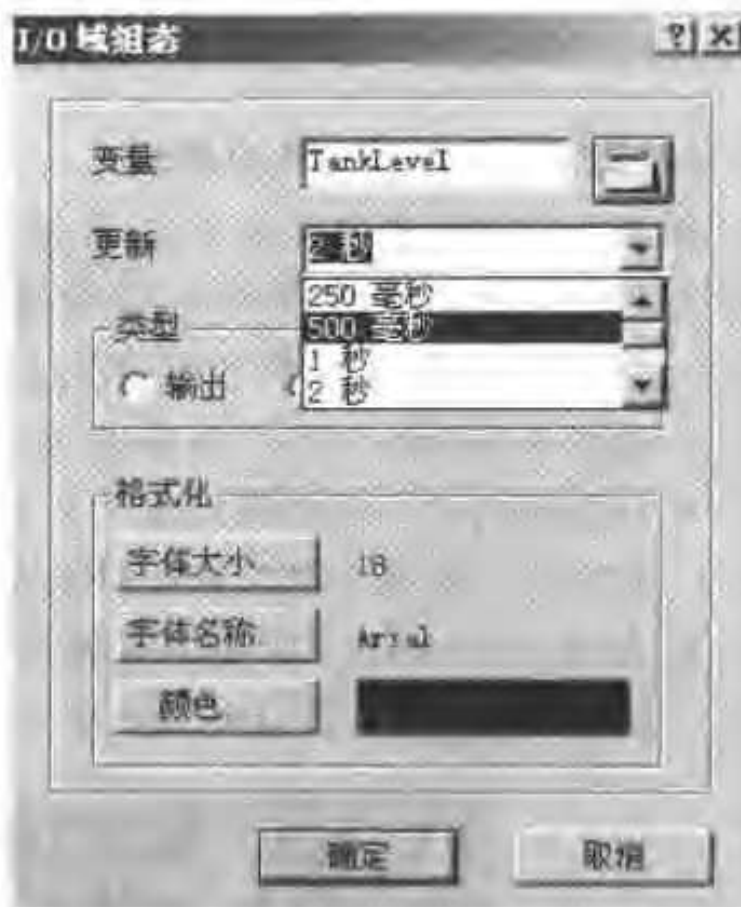 I/O 域组态
变量 TankLevel
更新
250 毫秒
类型 500 毫秒
1 秒
输出 2 秒
格式化
字体大小... 18
字体名称... Arial
颜色
确定 取消